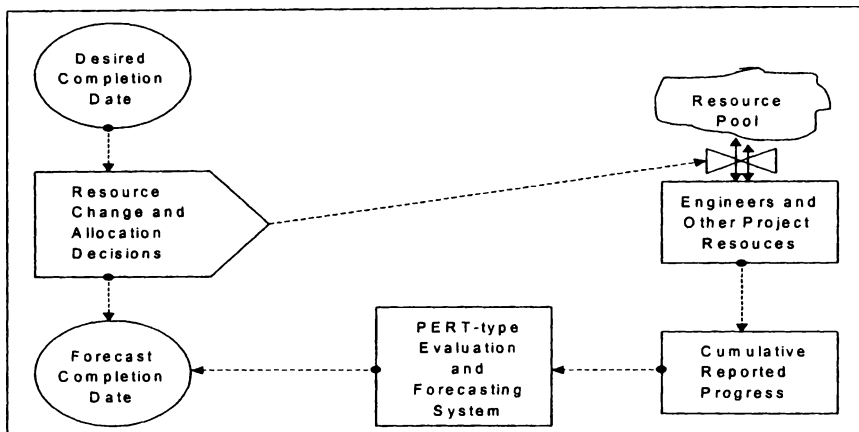 Desired
Completion
Date
Resource
Pool
Resource
Change and
Allocation
Decisions
Engineers and
Other Project
Resouces
Forecast
Completion
Date
PERT-type
Evaluation
and
Forecasting
System
Cumulative
Reported
Progress